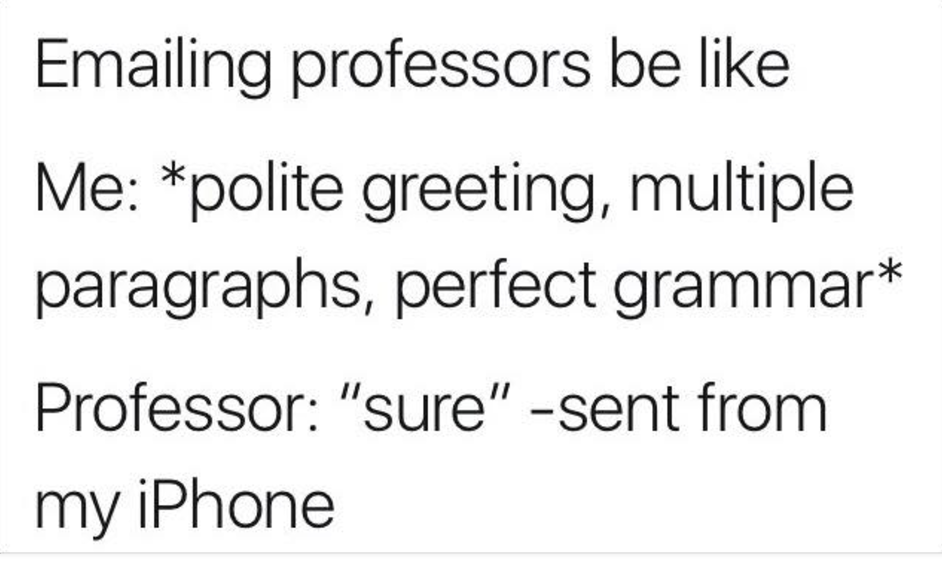 Emailing professors be like
Me: *polite greeting, multiple
paragraphs, perfect grammar*
Professor: "sure" -sent from
my iPhone